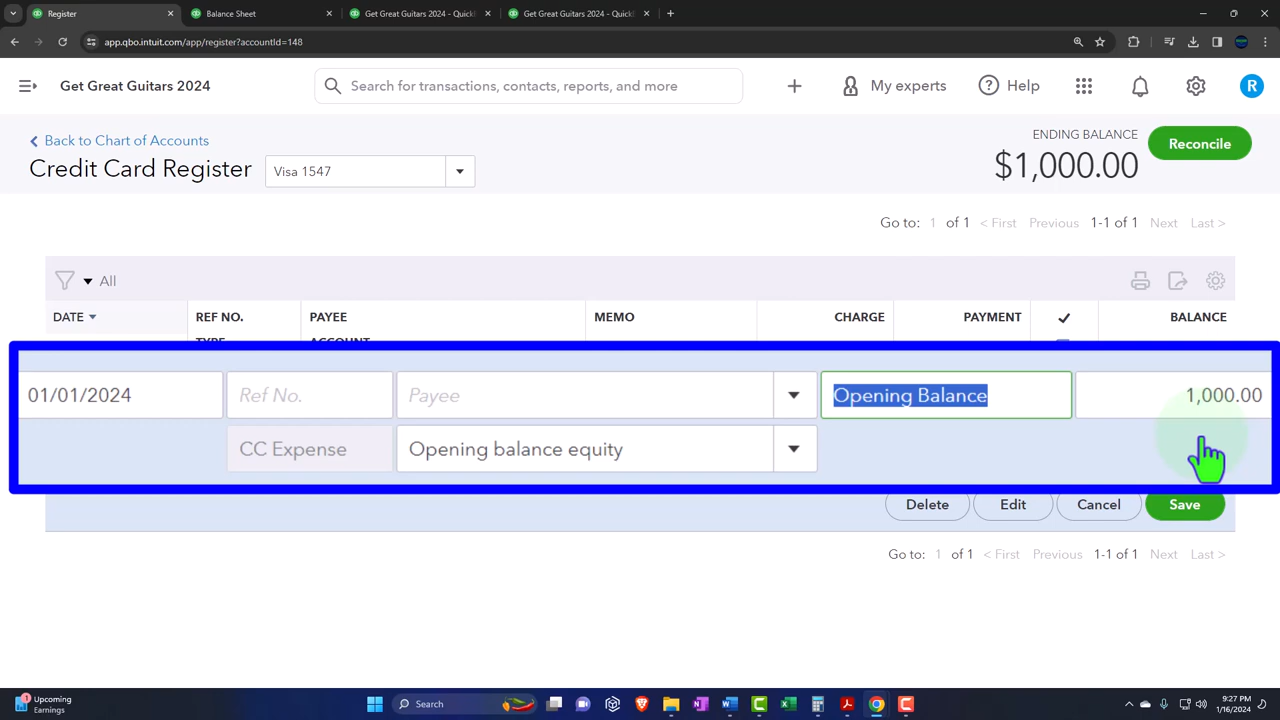 Register
Balance Sheet
Get Great Guitars 2024 - QuickB
Get Great Guitars 2024 - QuickB
app.qbo.intuit.com/app/register?accountId=148
Get Great Guitars 2024
Search for transactions, contacts, reports, and more
My experts
Help
R
Back to Chart of Accounts
Credit Card Register
Visa 1547
ENDING BALANCE
$1,000.00
Reconcile
Go to: 1 of 1 < First Previous 1-1 of 1 Next Last >
All
DATE REF NO. PAYEE MEMO CHARGE PAYMENT ✓ BALANCE
01/01/2024 Ref No. Payee Opening Balance 1,000.00
CC Expense Opening balance equity
Delete Edit Cancel Save
Go to: 1 of 1 < First Previous 1-1 of 1 Next Last >
1
Upcoming
Earnings
Search
9:27 PM
1/16/2024